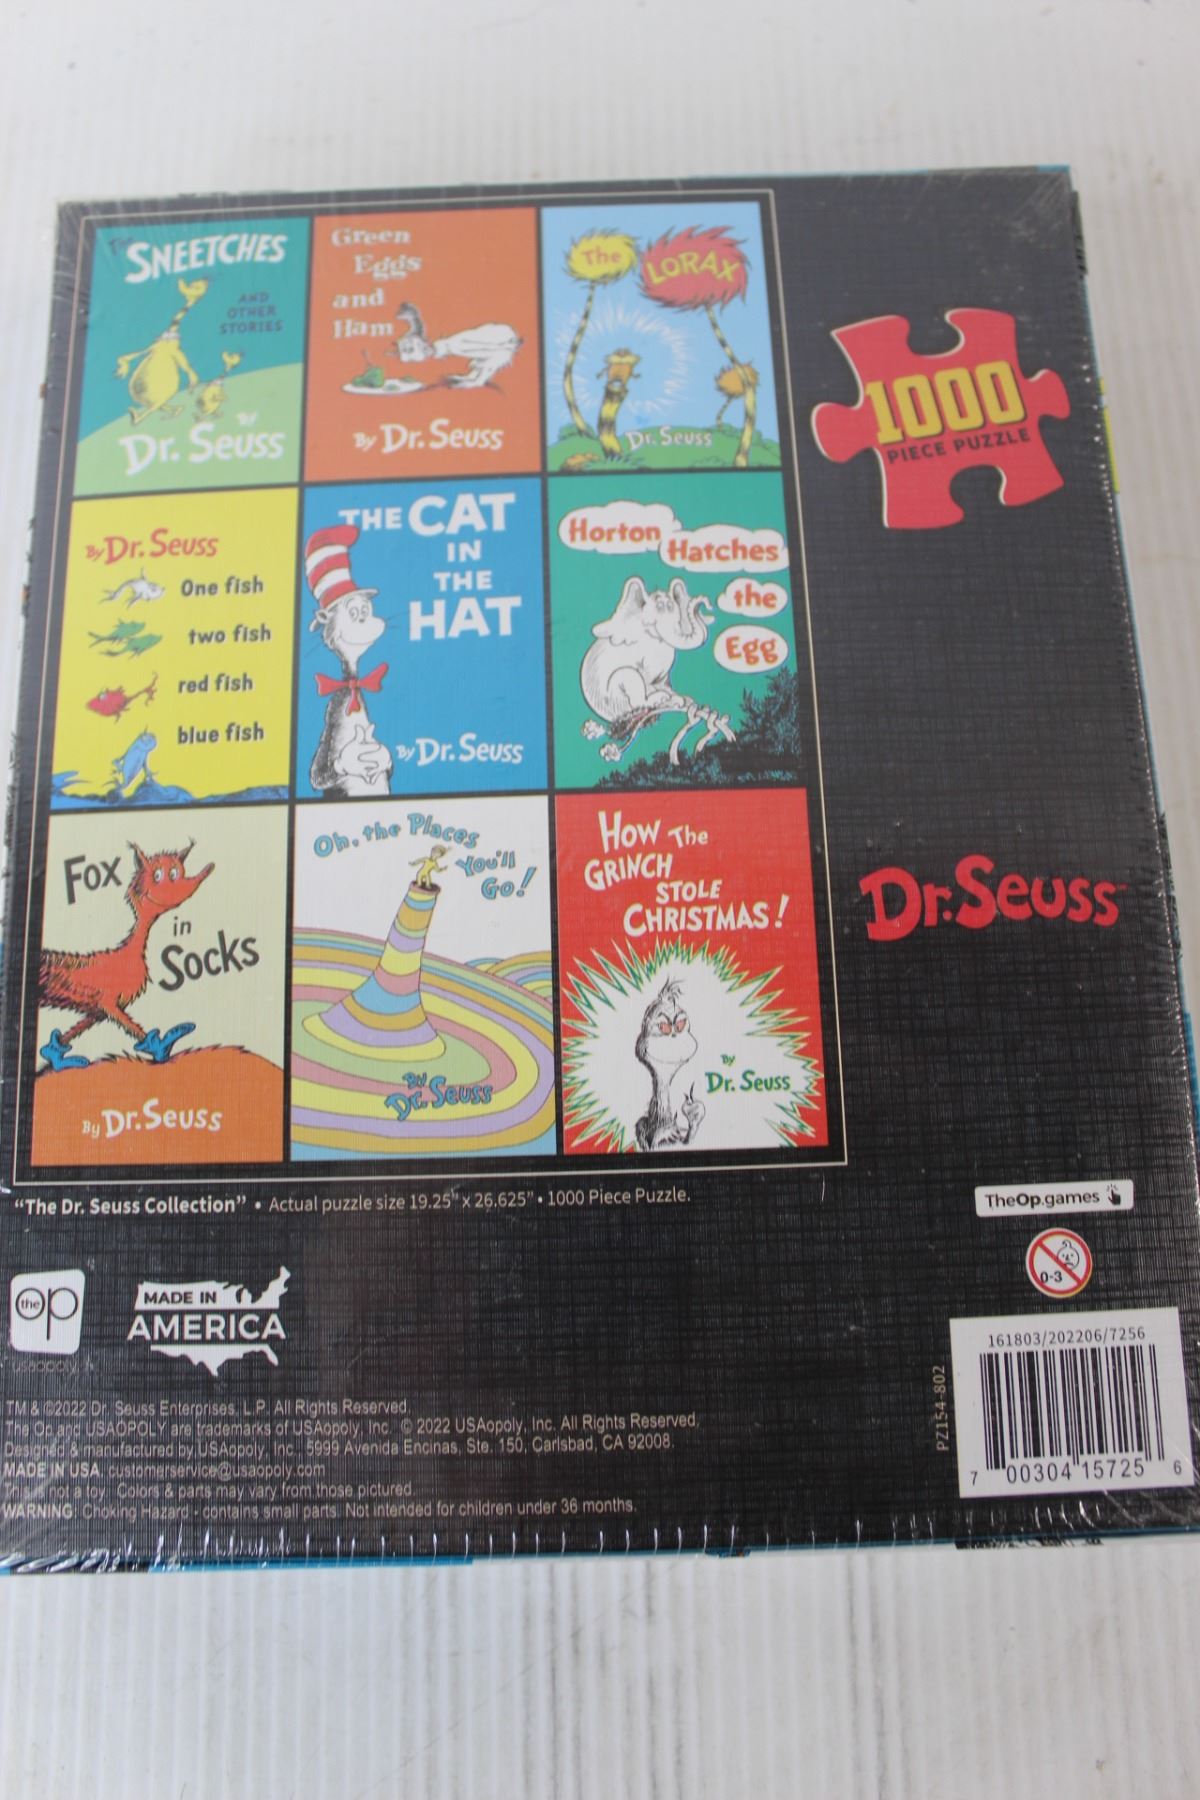 The
SNEETCHES
AND
OTHER
STORIES
BY
Dr. Seuss
Green
Eggs
and
Ham
By Dr. Seuss
The LORAX
Dr. Seuss
1000
PIECE PUZZLE
By Dr. Seuss
One fish
two fish
red fish
blue fish
THE CAT
IN
THE
HAT
By Dr. Seuss
Horton
Hatches
the
Egg
Fox
in
Socks
By Dr. Seuss
Oh, the Places
You'll
Go!
By
Dr. Seuss
HOW THE
GRINCH
STOLE
CHRISTMAS!
By
Dr. Seuss
Dr. Seuss
"The Dr. Seuss Collection" • Actual puzzle size 19.25" x 26.625" • 1000 Piece Puzzle.
TheOp.games
0-3
the op
usaopoly
MADE IN
AMERICA
161803/202206/7256
PZ154-802
7 00304 15725 6
TM & ©2022 Dr. Seuss Enterprises, L.P. All Rights Reserved.
The Op and USAOPOLY are trademarks of USAopoly, Inc. © 2022 USAopoly, Inc. All Rights Reserved.
Designed & manufactured by USAopoly, Inc., 5999 Avenida Encinas, Ste. 150, Carlsbad, CA 92008.
MADE IN USA. customerservice@usaopoly.com
This is not a toy. Colors & parts may vary from those pictured.
WARNING: Choking Hazard - contains small parts. Not intended for children under 36 months.